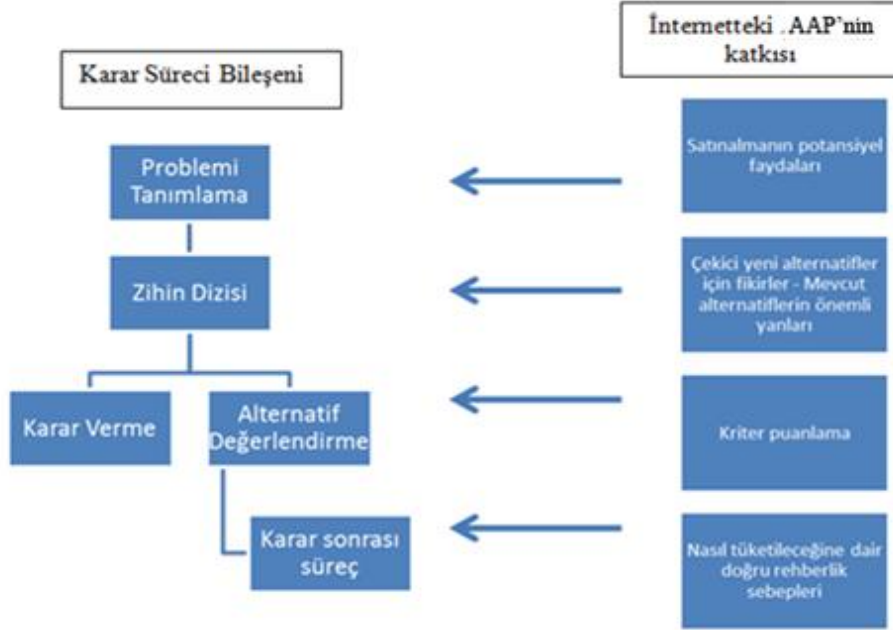 Karar Süreci Bileşeni
İnternetteki .AAP'nin
katkısı
Problemi
Tanımlama
Zihin Dizisi
Karar Verme
Alternatif
Değerlendirme
Karar sonrası
süreç
Satınalmanın potansiyel
faydaları
Çekici yeni alternatifler
için fikirler - Mevcut
alternatiflerin önemli
yanları
Kriter puanlama
Nasıl tüketileceğine dair
doğru rehberlik
sebepleri